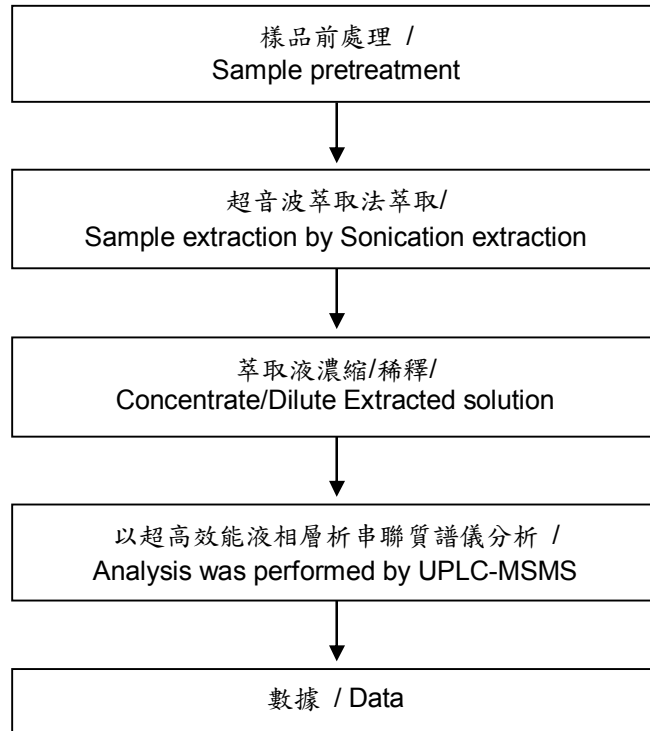 樣品前處理 /
Sample pretreatment
超音波萃取法萃取/
Sample extraction by Sonication extraction
萃取液濃縮/稀釋/
Concentrate/Dilute Extracted solution
以超高效能液相層析串聯質譜儀分析 /
Analysis was performed by UPLC-MSMS
數據 / Data